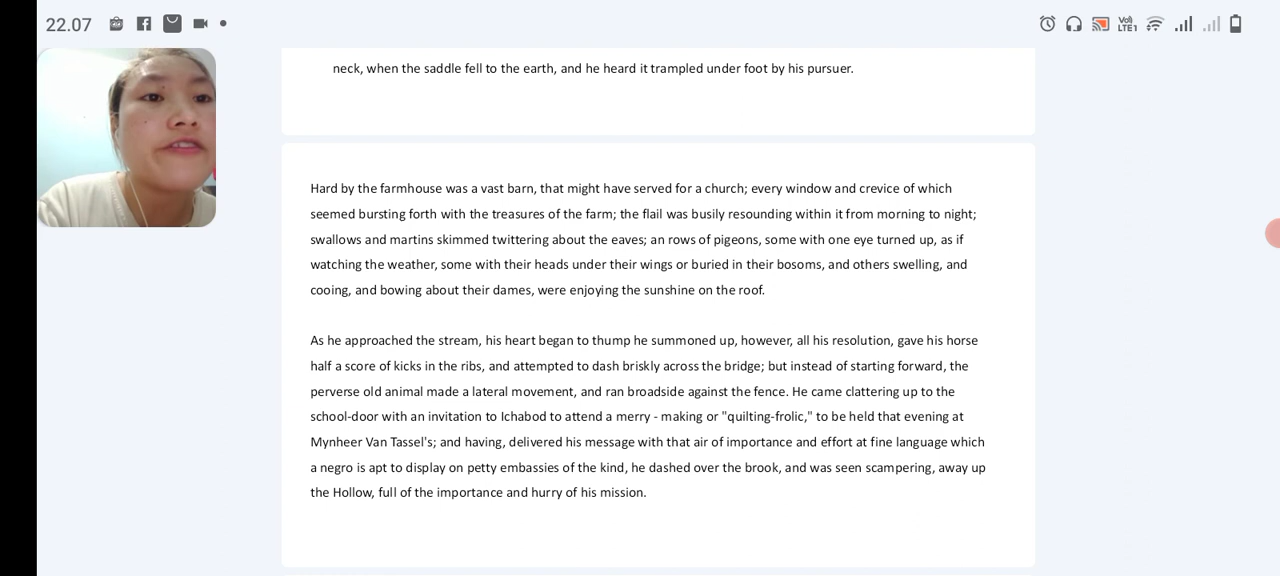 22.07
VoLTE1
neck, when the saddle fell to the earth, and he heard it trampled under foot by his pursuer.
Hard by the farmhouse was a vast barn, that might have served for a church; every window and crevice of which
seemed bursting forth with the treasures of the farm; the flail was busily resounding within it from morning to night;
swallows and martins skimmed twittering about the eaves; an rows of pigeons, some with one eye turned up, as if
watching the weather, some with their heads under their wings or buried in their bosoms, and others swelling, and
cooing, and bowing about their dames, were enjoying the sunshine on the roof.
As he approached the stream, his heart began to thump he summoned up, however, all his resolution, gave his horse
half a score of kicks in the ribs, and attempted to dash briskly across the bridge; but instead of starting forward, the
perverse old animal made a lateral movement, and ran broadside against the fence. He came clattering up to the
school-door with an invitation to Ichabod to attend a merry - making or "quilting-frolic," to be held that evening at
Mynheer Van Tassel's; and having, delivered his message with that air of importance and effort at fine language which
a negro is apt to display on petty embassies of the kind, he dashed over the brook, and was seen scampering, away up
the Hollow, full of the importance and hurry of his mission.